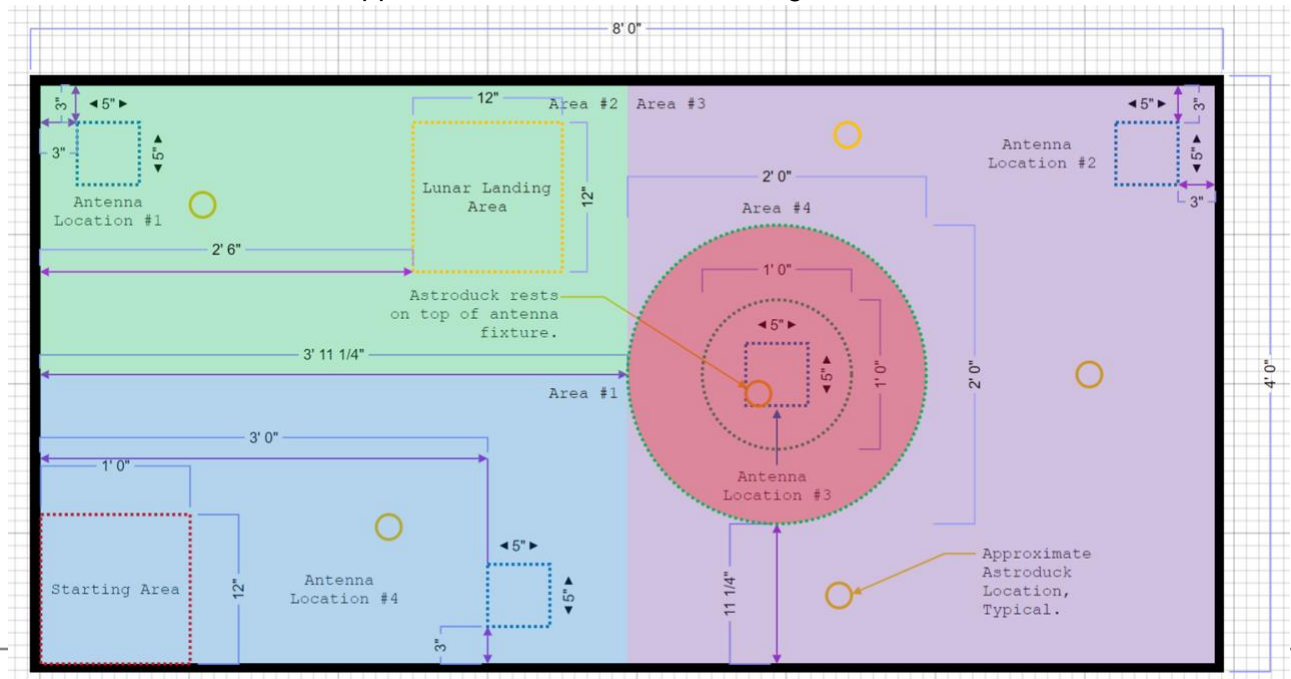 8' 0"
3"
◄ 5" ►
12"
Area #2
Area #3
◄ 5" ►
3"
3"
◄ 5" ►
Antenna
Location #1
Lunar Landing
Area
12"
2' 0"
Area #4
Antenna
Location #2
◄ 5" ►
3"
2' 6"
1' 0"
Astroduck rests
on top of antenna
fixture.
◄ 5" ►
◄ 5" ►
1' 0"
2' 0"
4' 0"
3' 11 1/4"
Area #1
3' 0"
1' 0"
Antenna
Location #3
Starting Area
12"
Antenna
Location #4
◄ 5" ►
◄ 5" ►
3"
11 1/4"
Approximate
Astroduck
Location,
Typical.